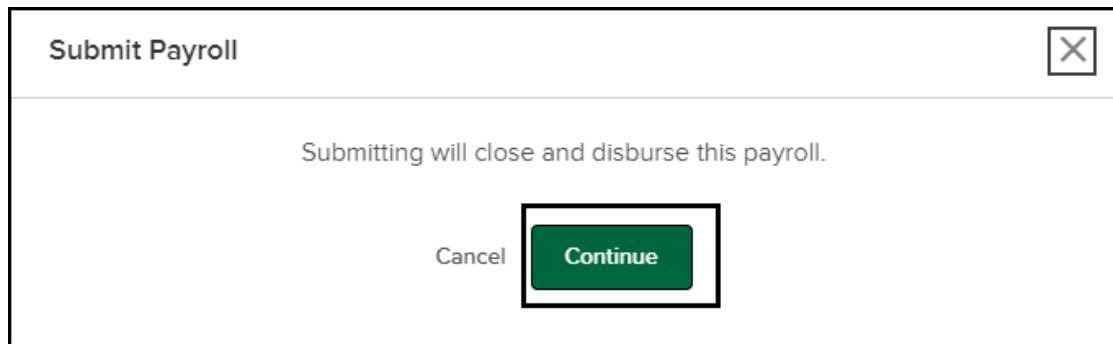 Submit Payroll
Submitting will close and disburse this payroll.
Cancel Continue